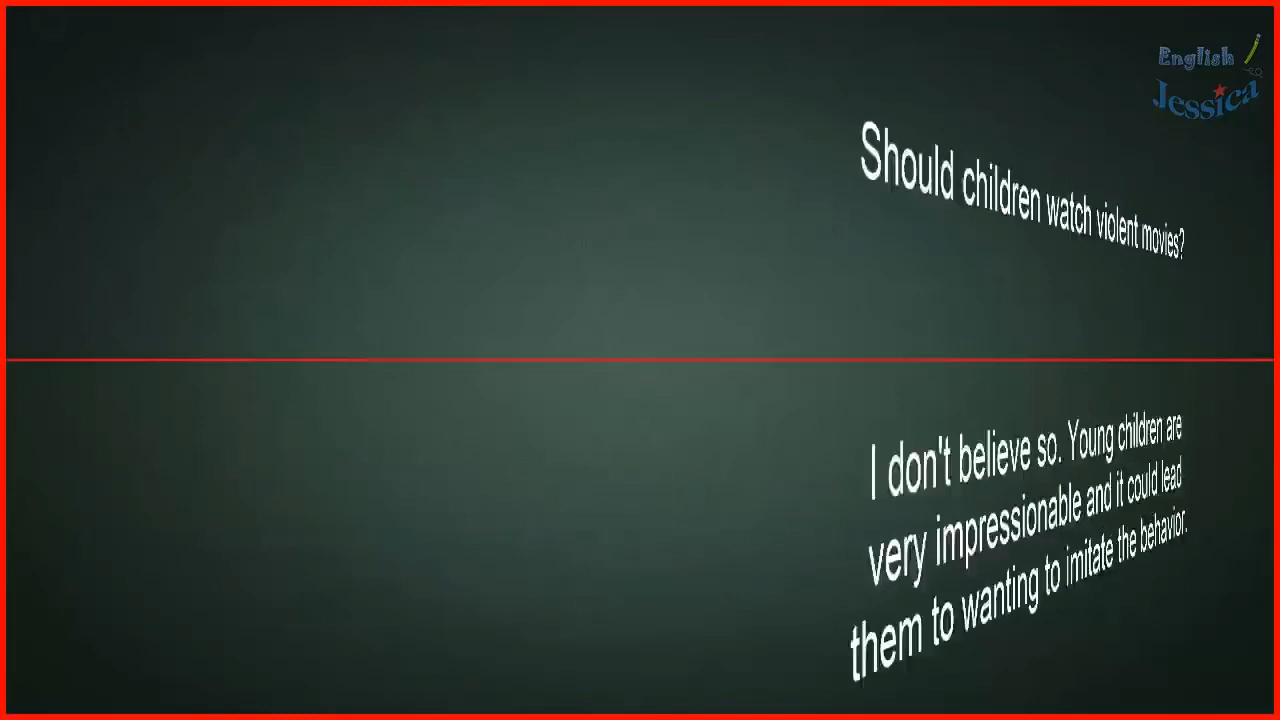 English
Jessica
Should children watch violent movies?
I don't believe so. Young children are
very impressionable and it could lead
them to wanting to imitate the behavior.